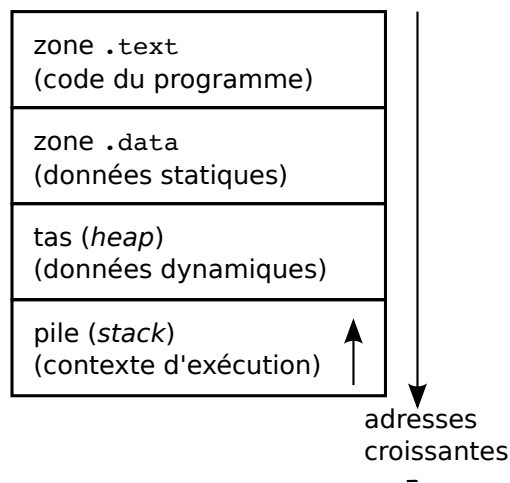 zone .text
(code du programme)
zone .data
(données statiques)
tas (heap)
(données dynamiques)
pile (stack)
(contexte d'exécution)
adresses
croissantes